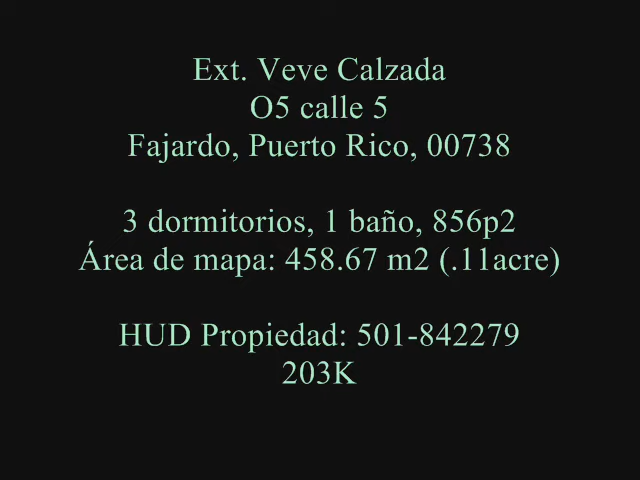 Ext. Veve Calzada
O5 calle 5
Fajardo, Puerto Rico, 00738
3 dormitorios, 1 baño, 856p2
Área de mapa: 458.67 m2 (.11acre)
HUD Propiedad: 501-842279
203K